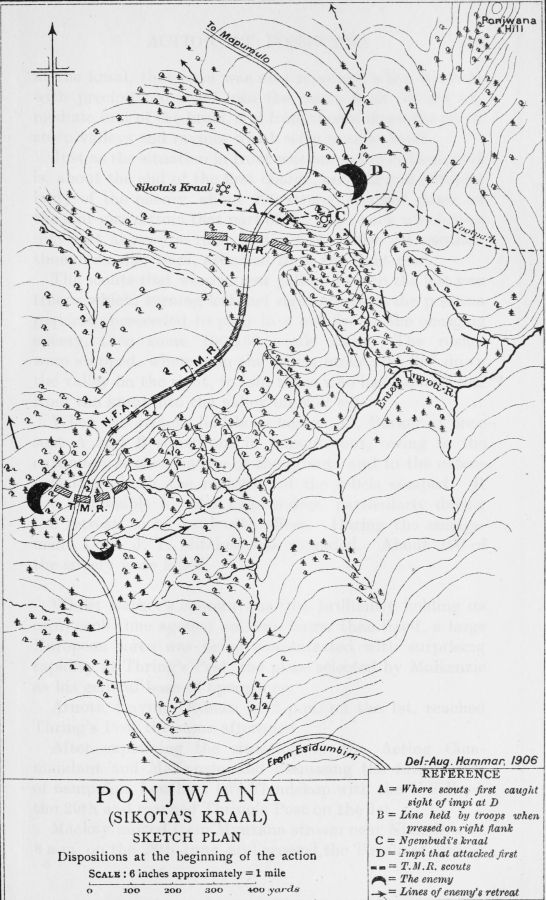 Ponjwana
Hill
To Mapumulo
D
Sikota's Kraal
A
C
T.M.R.
Footpath
T.M.R.
Enters Umvoti.R.
N.F.A.
T.M.R.
From Esidumbini
Del-Aug. Hammar, 1906
PONJWANA
(SIKOTA'S KRAAL)
SKETCH PLAN
Dispositions at the beginning of the action
SCALE : 6 inches approximately = 1 mile
0 100 200 300 400 yards
REFERENCE
A = Where scouts first caught
sight of impi at D
B = Line held by troops when
pressed on right flank
C = Ngembudi's kraal
D = Impi that attacked first
= T.M.R. scouts
= The enemy
= Lines of enemy's retreat